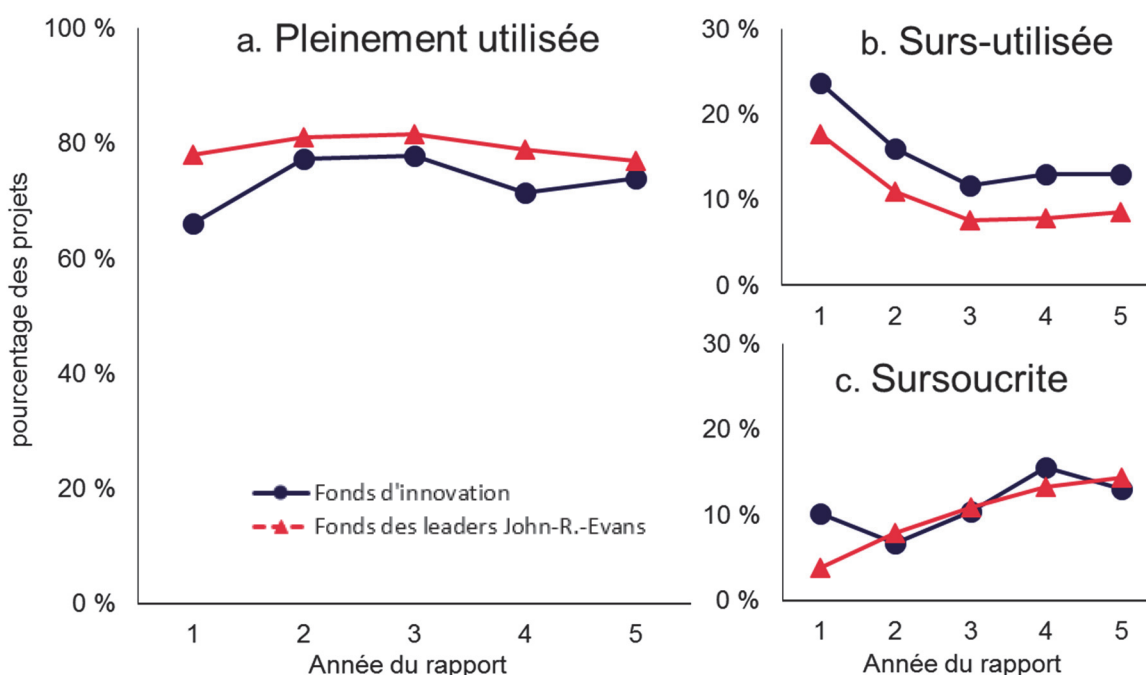 100 %
80 %
60 %
40 %
20 %
0 %
pourcentage des projets
a. Pleinement utilisée
Fonds d'innovation
Fonds des leaders John-R.-Evans
1 2 3 4 5
Année du rapport
30 %
20 %
10 %
0 %
b. Surs-utilisée
1 2 3 4 5
30 %
20 %
10 %
0 %
c. Sursoucrite
1 2 3 4 5
Année du rapport